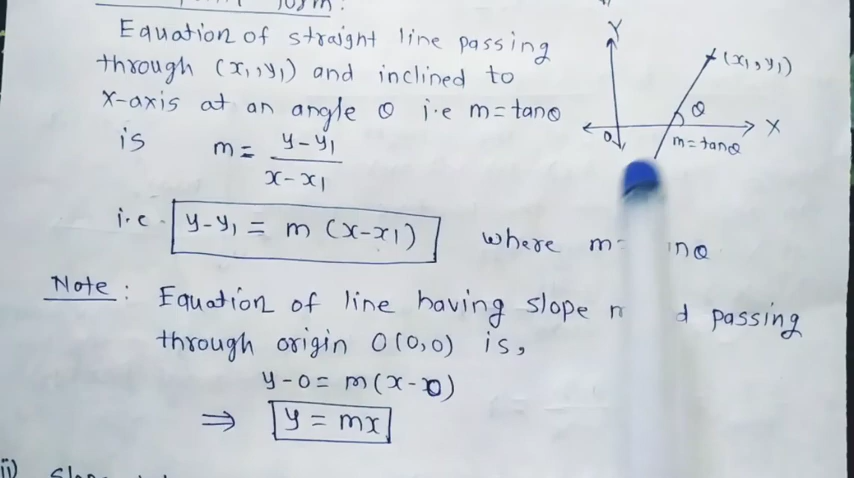 Equation of straight line passing
through (x₁,y₁) and inclined to
x-axis at an angle θ i.e m=tanθ
is m = (y-y₁)/(x-x₁)
i.e. y-y₁ = m (x-x₁) where
Note: Equation of line having slope passing
through origin O(0,0) is,
y-0 = m(x-0)
⇒ y = mx
ii)
Y
(x₁,y₁)
θ
X
O
m=tanθ